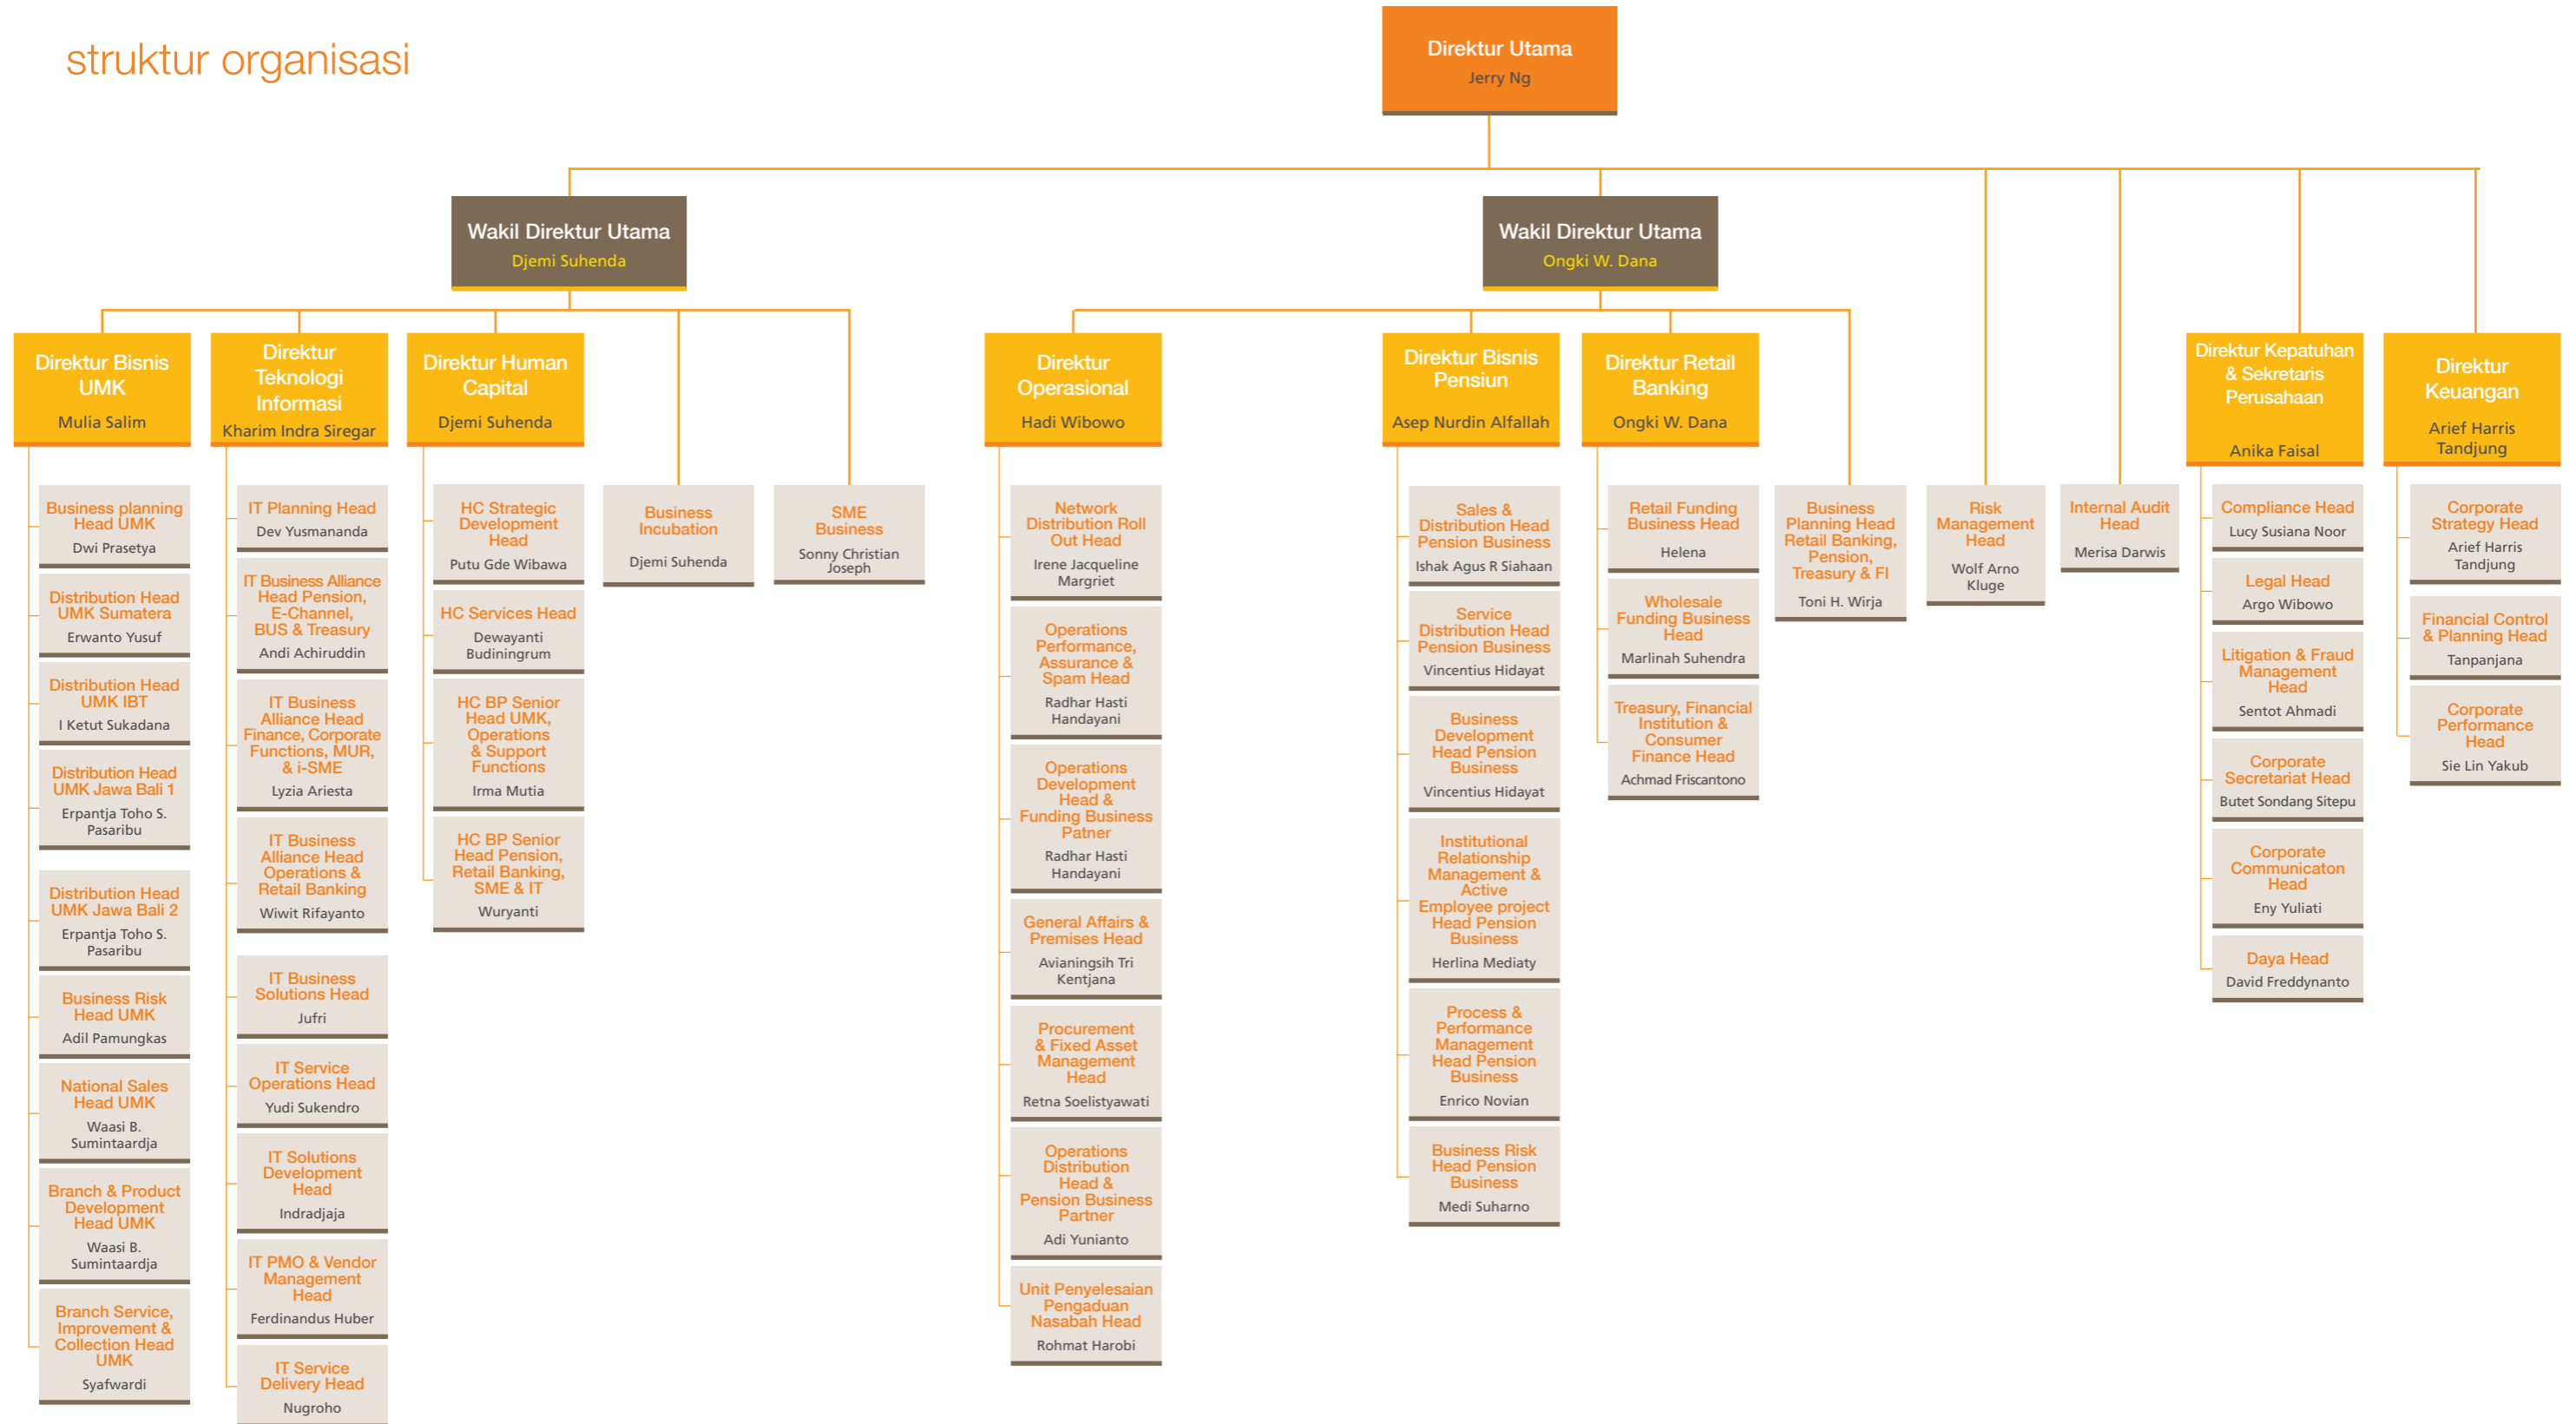 struktur organisasi
Direktur Utama
Jerry Ng
Wakil Direktur Utama
Djemi Suhenda
Wakil Direktur Utama
Ongki W. Dana
Direktur Bisnis
UMK
Mulia Salim
Business planning
Head UMK
Dwi Prasetya
Distribution Head
UMK Sumatera
Erwanto Yusuf
Distribution Head
UMK IBT
I Ketut Sukadana
Distribution Head
UMK Jawa Bali 1
Erpantja Toho S.
Pasaribu
Distribution Head
UMK Jawa Bali 2
Erpantja Toho S.
Pasaribu
Business Risk
Head UMK
Adil Pamungkas
National Sales
Head UMK
Waasi B.
Sumintaardja
Branch & Product
Development
Head UMK
Waasi B.
Sumintaardja
Branch Service,
Improvement &
Collection Head
UMK
Syafwardi
Direktur
Teknologi
Informasi
Kharim Indra Siregar
IT Planning Head
Dev Yusmananda
IT Business Alliance
Head Pension,
E-Channel,
BUS & Treasury
Andi Achiruddin
IT Business
Alliance Head
Finance, Corporate
Functions, MUR,
& i-SME
Lyzia Ariesta
IT Business
Alliance Head
Operations &
Retail Banking
Wiwit Rifayanto
IT Business
Solutions Head
Jufri
IT Service
Operations Head
Yudi Sukendro
IT Solutions
Development
Head
Indradjaja
IT PMO & Vendor
Management
Head
Ferdinandus Huber
IT Service
Delivery Head
Nugroho
Direktur Human
Capital
Djemi Suhenda
HC Strategic
Development
Head
Putu Gde Wibawa
HC Services Head
Dewayanti
Budiningrum
HC BP Senior
Head UMK,
Operations
& Support
Functions
Irma Mutia
HC BP Senior
Head Pension,
Retail Banking,
SME & IT
Wuryanti
Business
Incubation
Djemi Suhenda
SME
Business
Sonny Christian
Joseph
Direktur
Operasional
Hadi Wibowo
Network
Distribution Roll
Out Head
Irene Jacqueline
Margriet
Operations
Performance,
Assurance &
Spam Head
Radhar Hasti
Handayani
Operations
Development
Head &
Funding Business
Patner
Radhar Hasti
Handayani
General Affairs &
Premises Head
Avianingsih Tri
Kentjana
Procurement
& Fixed Asset
Management
Head
Retna Soelistyawati
Operations
Distribution
Head &
Pension Business
Partner
Adi Yunianto
Unit Penyelesaian
Pengaduan
Nasabah Head
Rohmat Harobi
Direktur Bisnis
Pensiun
Asep Nurdin Alfallah
Sales &
Distribution Head
Pension Business
Ishak Agus R Siahaan
Service
Distribution Head
Pension Business
Vincentius Hidayat
Business
Development
Head Pension
Business
Vincentius Hidayat
Institutional
Relationship
Management &
Active
Employee project
Head Pension
Business
Herlina Mediaty
Process &
Performance
Management
Head Pension
Business
Enrico Novian
Business Risk
Head Pension
Business
Medi Suharno
Direktur Retail
Banking
Ongki W. Dana
Retail Funding
Business Head
Helena
Wholesale
Funding Business
Head
Marlinah Suhendra
Treasury, Financial
Institution &
Consumer
Finance Head
Achmad Friscantono
Business
Planning Head
Retail Banking,
Pension,
Treasury & FI
Toni H. Wirja
Risk
Management
Head
Wolf Arno
Kluge
Internal Audit
Head
Merisa Darwis
Direktur Kepatuhan
& Sekretaris
Perusahaan
Anika Faisal
Compliance Head
Lucy Susiana Noor
Legal Head
Argo Wibowo
Litigation & Fraud
Management
Head
Sentot Ahmadi
Corporate
Secretariat Head
Butet Sondang Sitepu
Corporate
Communicaton
Head
Eny Yuliati
Daya Head
David Freddynanto
Direktur
Keuangan
Arief Harris
Tandjung
Corporate
Strategy Head
Arief Harris
Tandjung
Financial Control
& Planning Head
Tanpanjana
Corporate
Performance
Head
Sie Lin Yakub